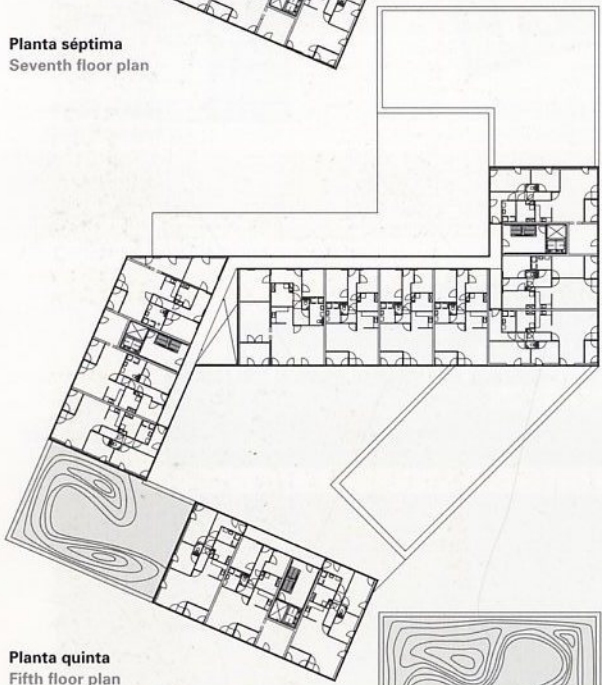 Planta séptima
Seventh floor plan
Planta quinta
Fifth floor plan